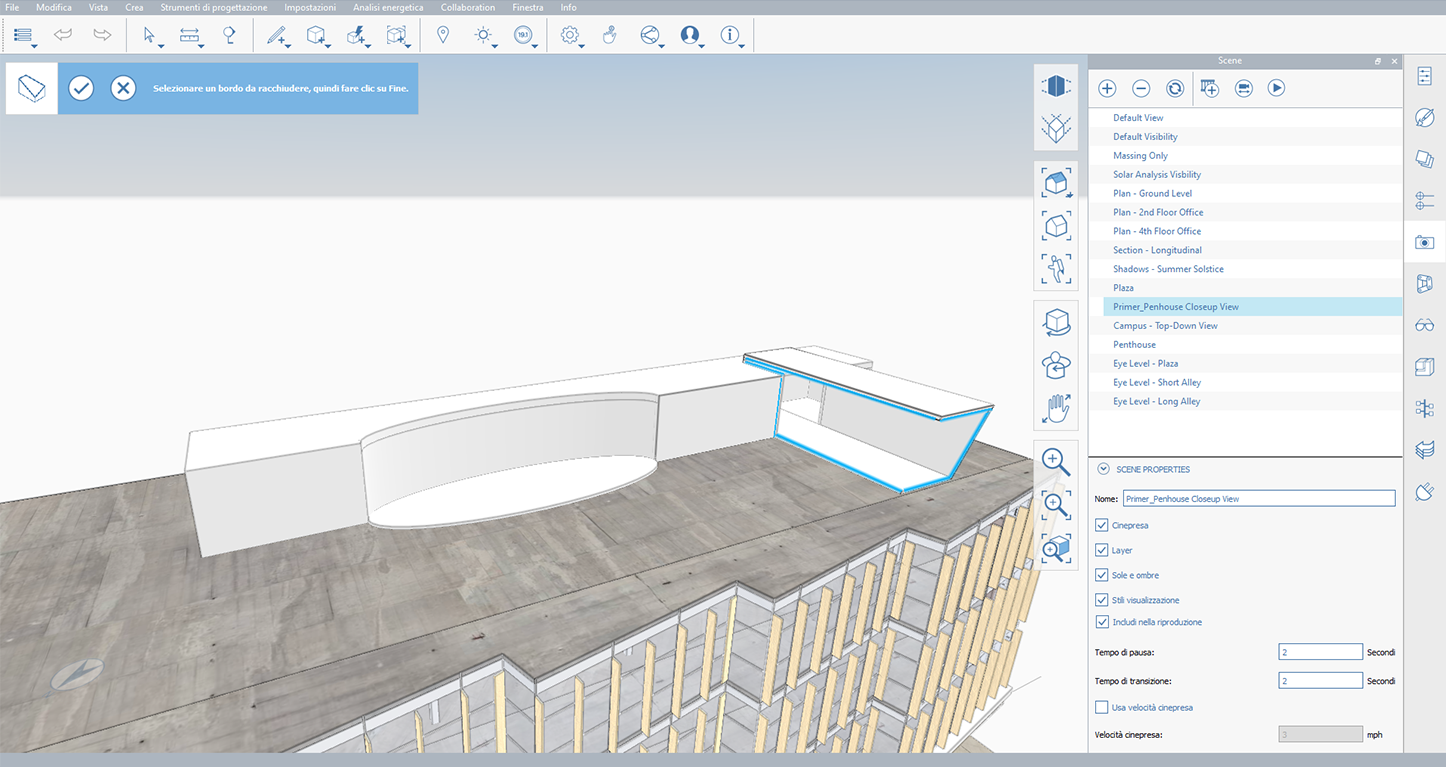 File Modifica Vista Crea Strumenti di progettazione Impostazioni Analisi energetica Collaboration Finestra Info
191
Selezionare un bordo da racchiudere, quindi fare clic su Fine.
Scene
Default View
Default Visibility
Massing Only
Solar Analysis Visbility
Plan - Ground Level
Plan - 2nd Floor Office
Plan - 4th Floor Office
Section - Longitudinal
Shadows - Summer Solstice
Plaza
Primer_Penhouse Closeup View
Campus - Top-Down View
Penthouse
Eye Level - Plaza
Eye Level - Short Alley
Eye Level - Long Alley
SCENE PROPERTIES
Nome: Primer_Penhouse Closeup View
Cinepresa
Layer
Sole e ombre
Stili visualizzazione
Includi nella riproduzione
Tempo di pausa: 2 Secondi
Tempo di transizione: 2 Secondi
Usa velocità cinepresa
Velocità cinepresa: 3 mph